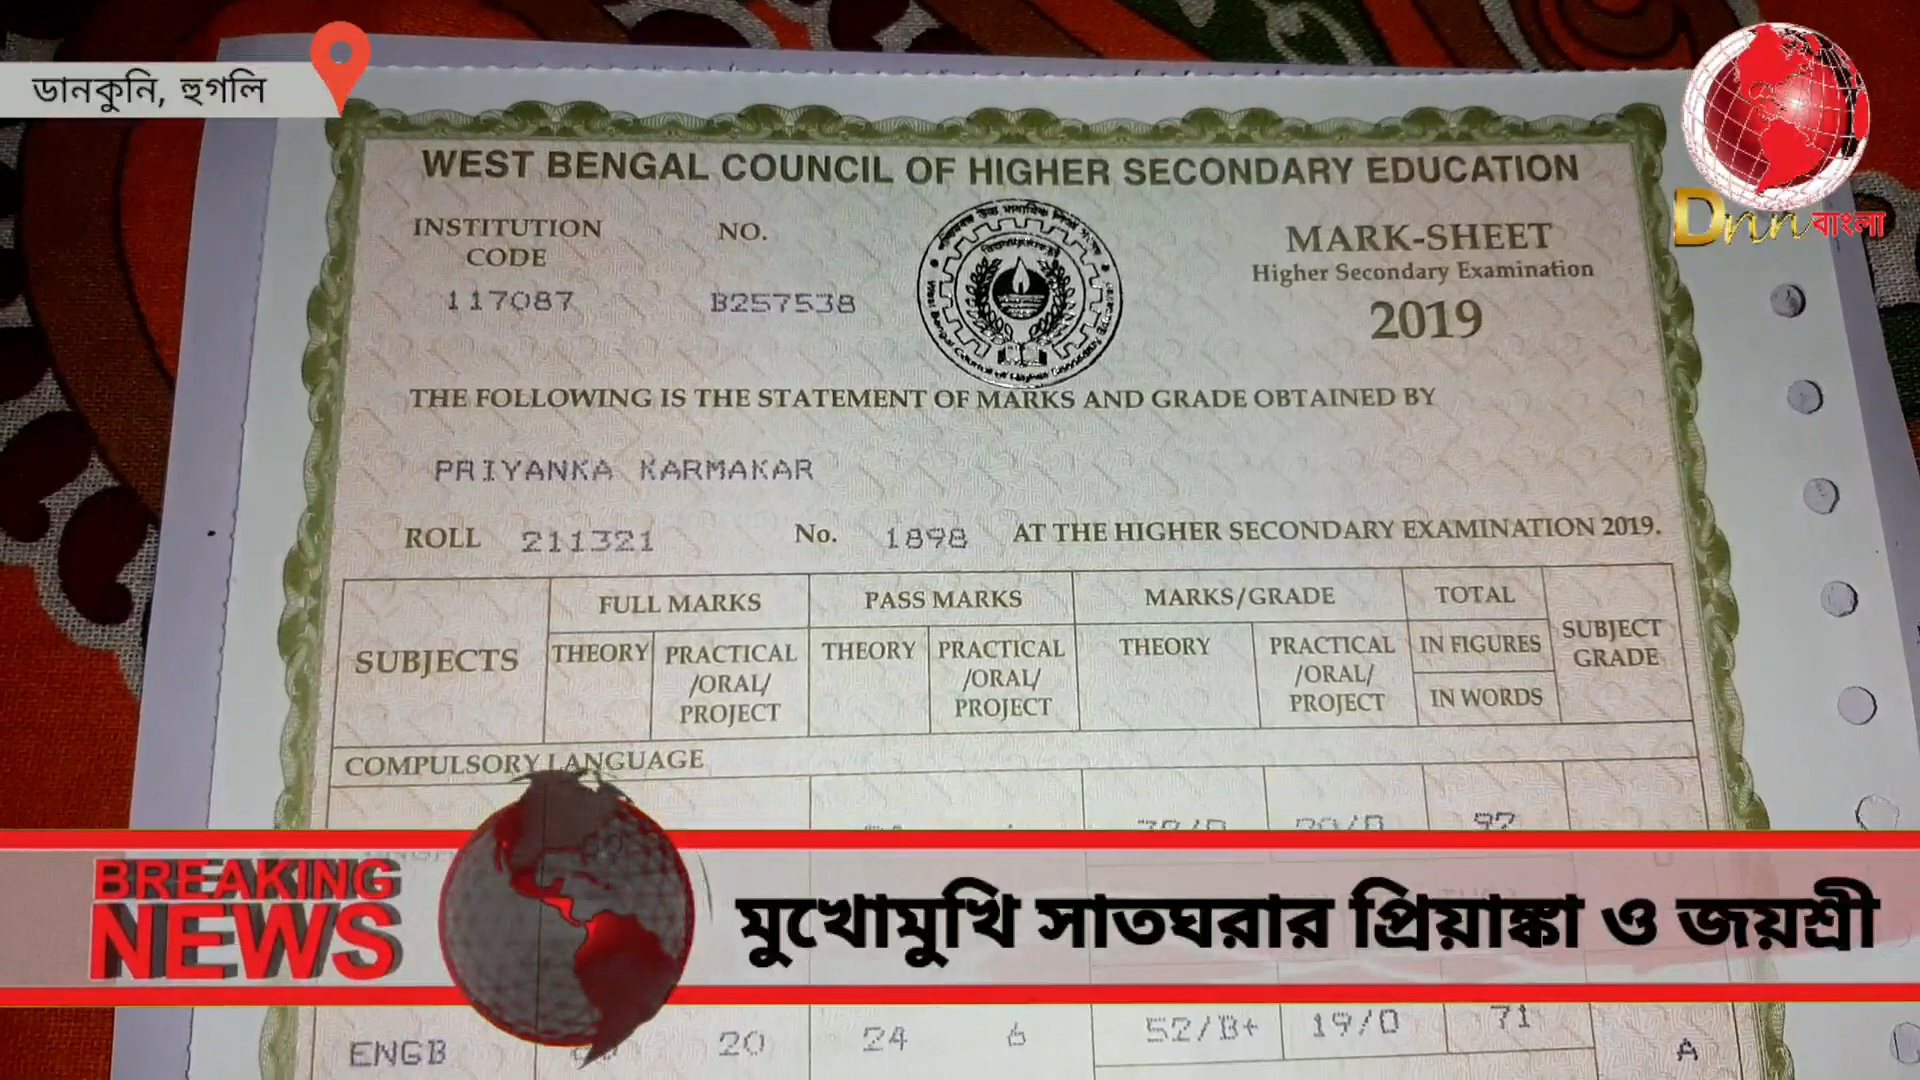 ডানকুনি, হুগলি
Dnn বাংলা
WEST BENGAL COUNCIL OF HIGHER SECONDARY EDUCATION
INSTITUTION CODE
117087
NO.
B257538
MARK-SHEET
Higher Secondary Examination
2019
THE FOLLOWING IS THE STATEMENT OF MARKS AND GRADE OBTAINED BY
PRIYANKA KARMAKAR
ROLL 211321 No. 1898 AT THE HIGHER SECONDARY EXAMINATION 2019.
SUBJECTS
FULL MARKS
PASS MARKS
MARKS/GRADE
TOTAL
SUBJECT GRADE
THEORY
PRACTICAL /ORAL/ PROJECT
THEORY
PRACTICAL /ORAL/ PROJECT
THEORY
PRACTICAL /ORAL/ PROJECT
IN FIGURES
IN WORDS
COMPULSORY LANGUAGE
BREAKING
NEWS
মুখোমুখি সাতঘরার প্রিয়াঙ্কা ও জয়শ্রী
ENGB 20 24 6 52/B+ 19/O 71 A